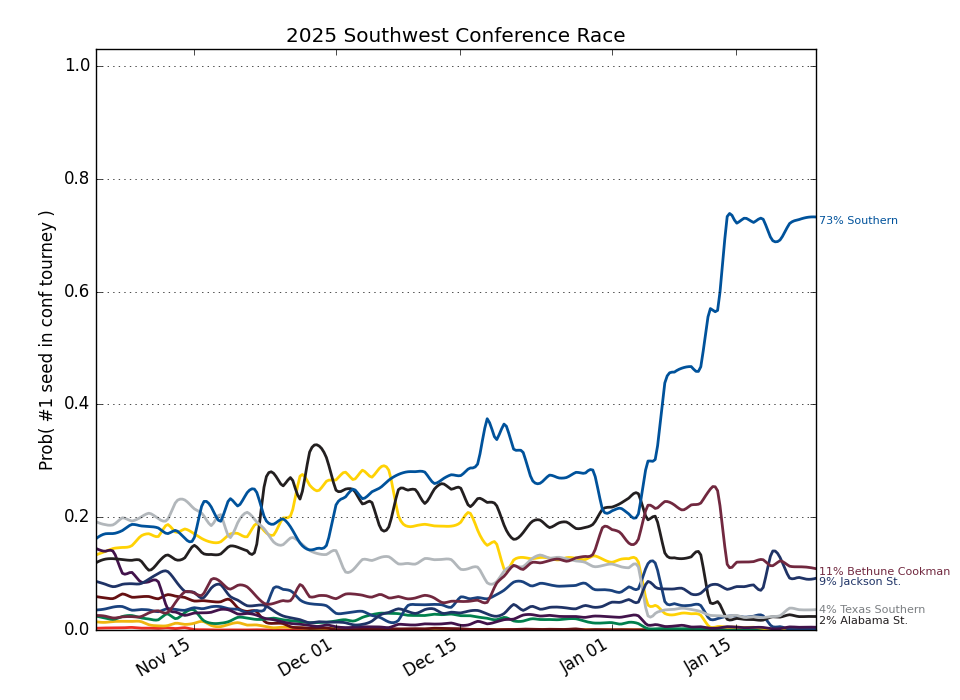 2025 Southwest Conference Race
Prob( #1 seed in conf tourney )
1.0
0.8
0.6
0.4
0.2
0.0
73% Southern
11% Bethune Cookman
9% Jackson St.
4% Texas Southern
2% Alabama St.
Nov 15
Dec 01
Dec 15
Jan 01
Jan 15